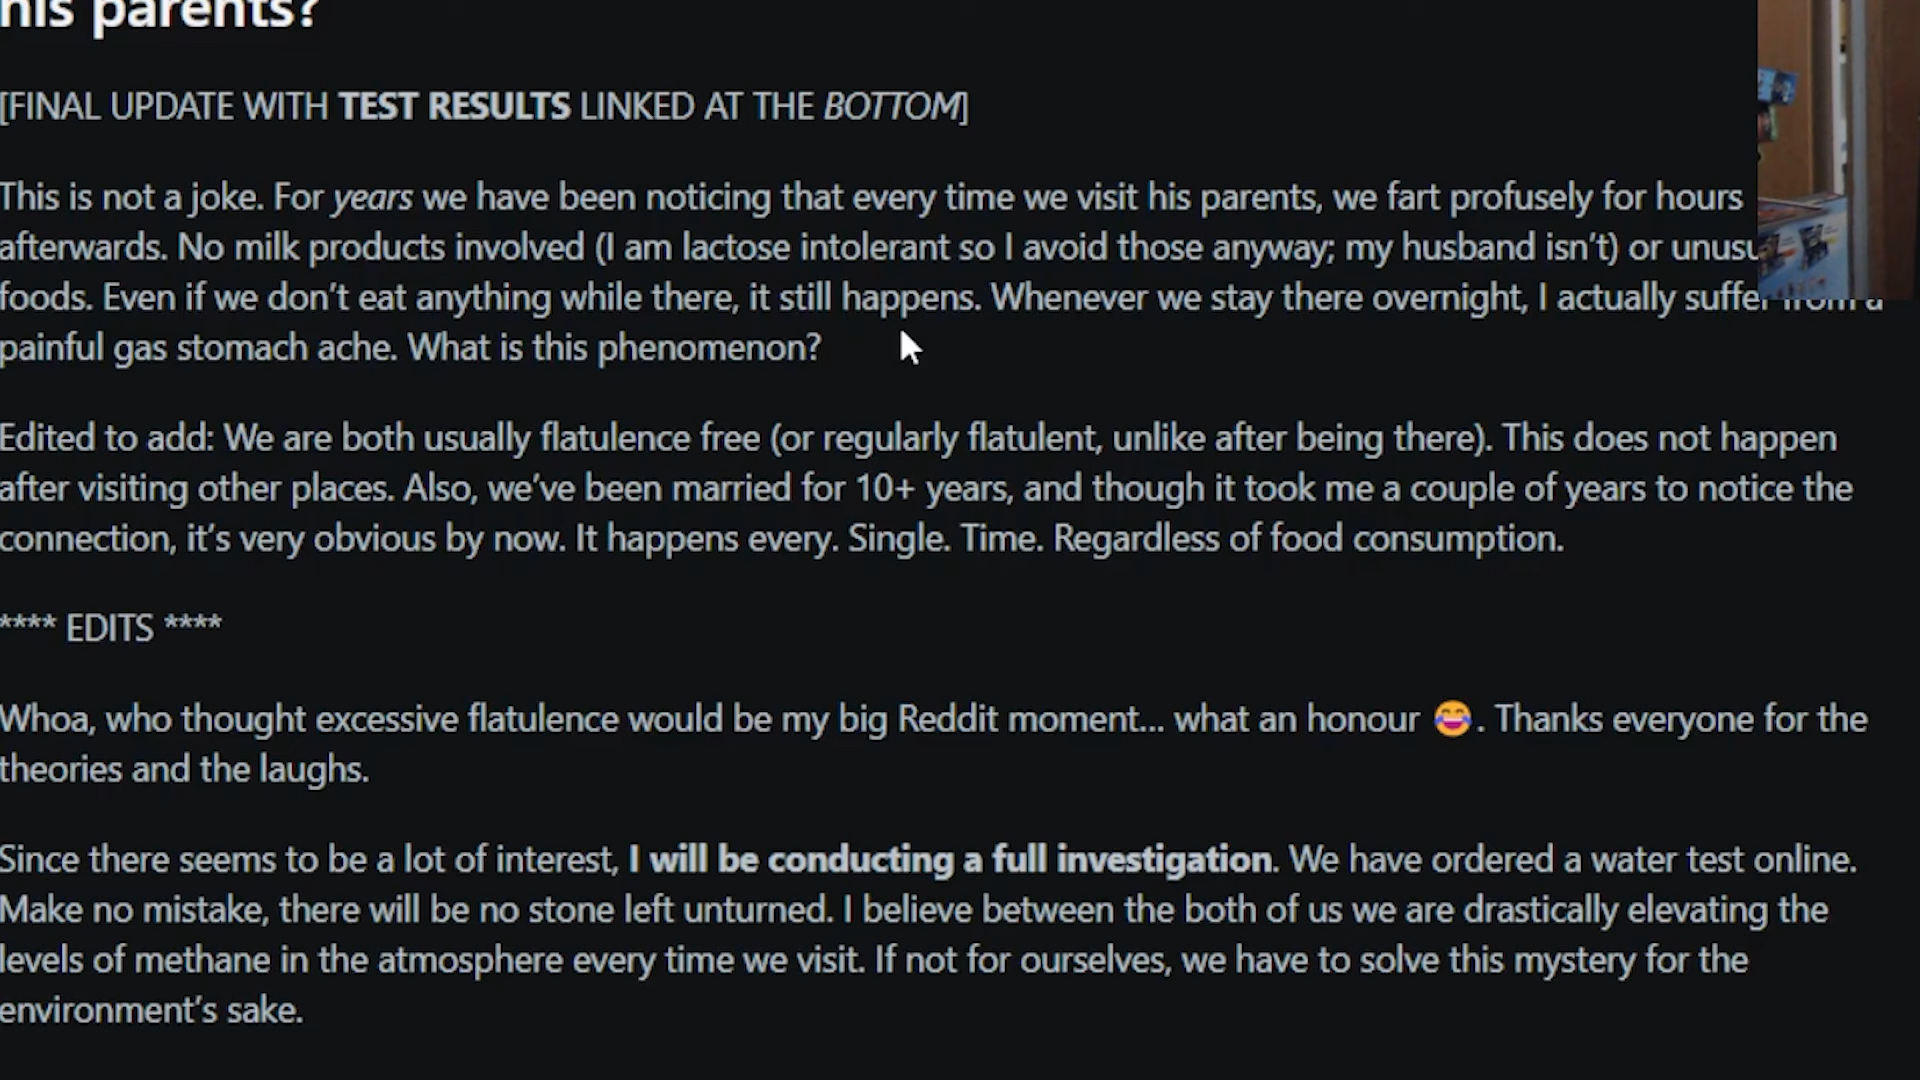 his parents?
[FINAL UPDATE WITH TEST RESULTS LINKED AT THE BOTTOM]
This is not a joke. For years we have been noticing that every time we visit his parents, we fart profusely for hours
afterwards. No milk products involved (I am lactose intolerant so I avoid those anyway; my husband isn’t) or
foods. Even if we don’t eat anything while there, it still happens. Whenever we stay there overnight, I actually suffer from a
painful gas stomach ache. What is this phenomenon?
Edited to add: We are both usually flatulence free (or regularly flatulent, unlike after being there). This does not happen
after visiting other places. Also, we’ve been married for 10+ years, and though it took me a couple of years to notice the
connection, it’s very obvious by now. It happens every. Single. Time. Regardless of food consumption.
**** EDITS ****
Whoa, who thought excessive flatulence would be my big Reddit moment... what an honour 😂. Thanks everyone for the
theories and the laughs.
Since there seems to be a lot of interest, I will be conducting a full investigation. We have ordered a water test online.
Make no mistake, there will be no stone left unturned. I believe between the both of us we are drastically elevating the
levels of methane in the atmosphere every time we visit. If not for ourselves, we have to solve this mystery for the
environment’s sake.